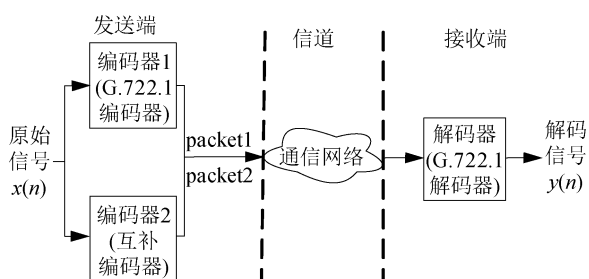 发送端
信道
接收端
编码器1
(G.722.1
编码器)
原始
信号
x(n)
packet1
packet2
通信网络
解码器
(G.722.1
解码器)
解码
信号
y(n)
编码器2
(互补
编码器)